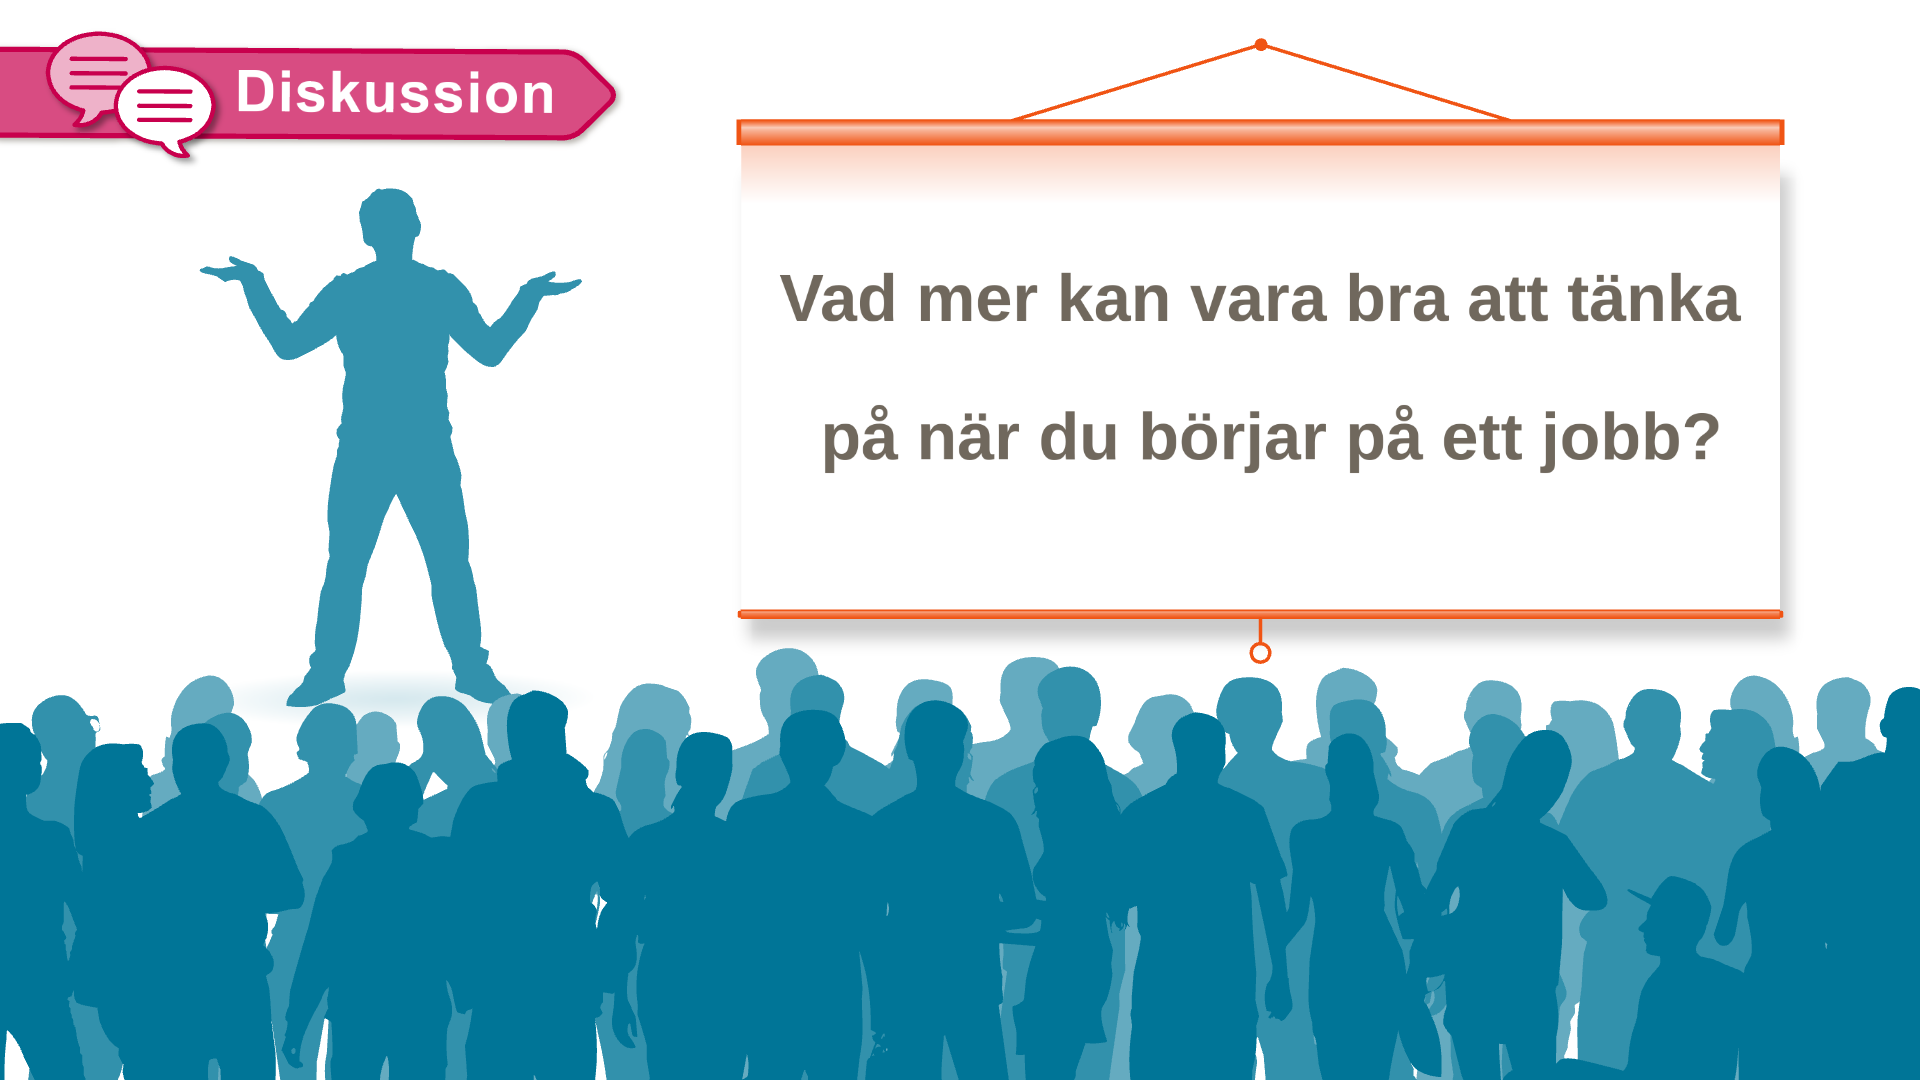 Diskussion
Vad mer kan vara bra att tänka
på när du börjar på ett jobb?